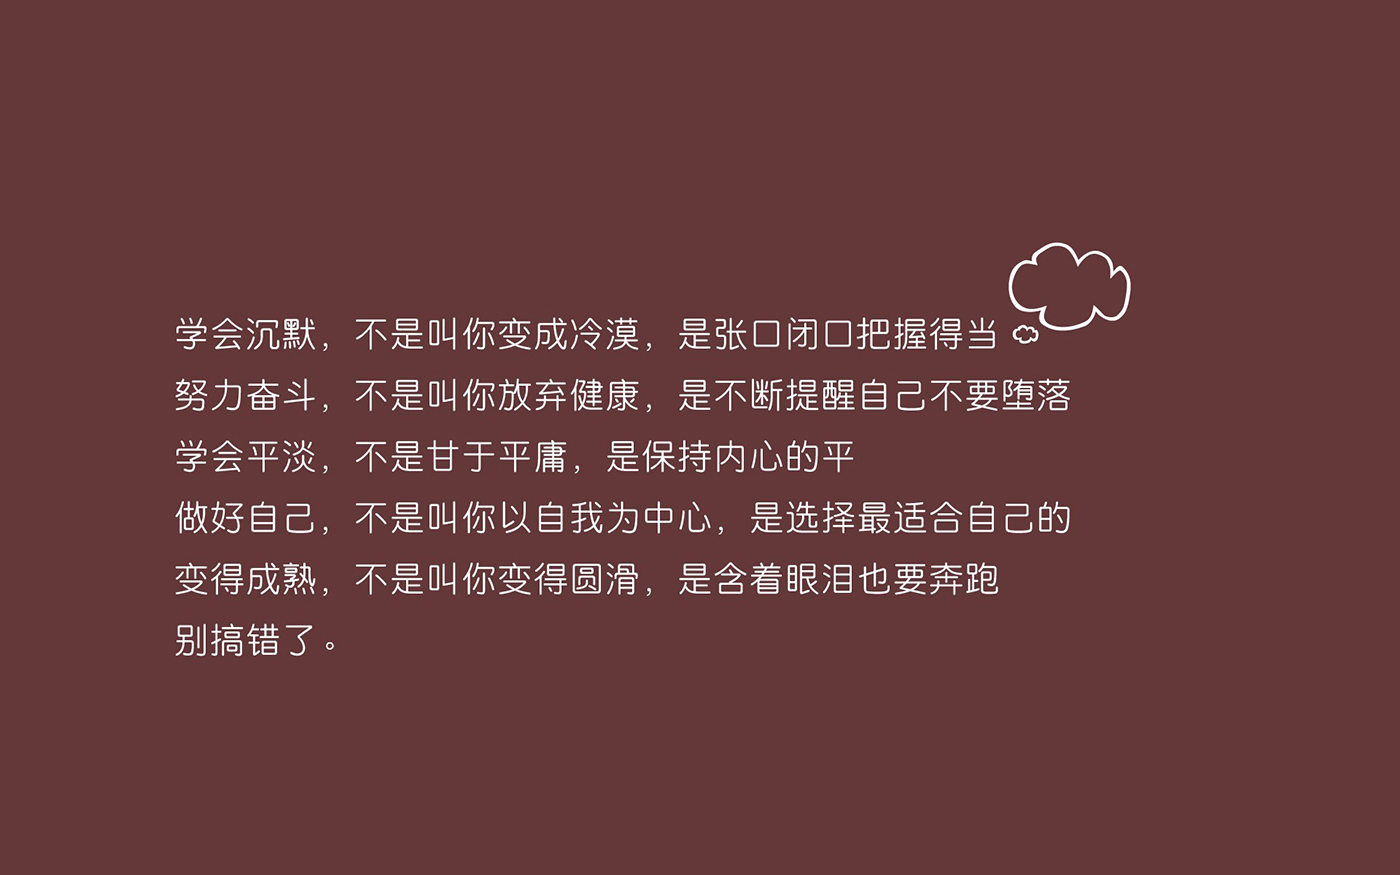 学会沉默，不是叫你变成冷漠，是张口闭口把握得当
努力奋斗，不是叫你放弃健康，是不断提醒自己不要堕落
学会平淡，不是甘于平庸，是保持内心的平
做好自己，不是叫你以自我为中心，是选择最适合自己的
变得成熟，不是叫你变得圆滑，是含着眼泪也要奔跑
别搞错了。